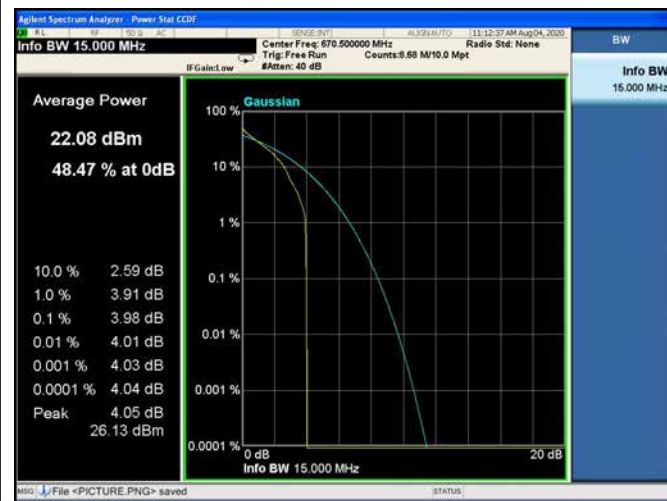 Agilent Spectrum Analyzer - Power Stat CCDF
RL RF 50 Ω AC SENSE:INT ALIGN AUTO 11:12:37 AM Aug 04, 2020
Info BW 15.000 MHz
Center Freq: 670.500000 MHz Radio Std: None
Trig: Free Run Counts:8.68 M/10.0 Mpt
IFGain:Low #Atten: 40 dB
BW
Info BW
15.000 MHz
Average Power
22.08 dBm
48.47 % at 0dB
10.0 % 2.59 dB
1.0 % 3.91 dB
0.1 % 3.98 dB
0.01 % 4.01 dB
0.001 % 4.03 dB
0.0001 % 4.04 dB
Peak 4.05 dB
26.13 dBm
Gaussian
100 %
10 %
1 %
0.1 %
0.01 %
0.001 %
0.0001 %
0 dB 20 dB
Info BW 15.000 MHz
MSG File <PICTURE.PNG> saved STATUS